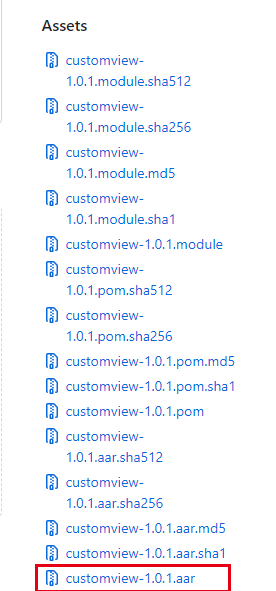 Assets
customview-
1.0.1.module.sha512
customview-
1.0.1.module.sha256
customview-
1.0.1.module.md5
customview-
1.0.1.module.sha1
customview-1.0.1.module
customview-
1.0.1.pom.sha512
customview-
1.0.1.pom.sha256
customview-1.0.1.pom.md5
customview-1.0.1.pom.sha1
customview-1.0.1.pom
customview-
1.0.1.aar.sha512
customview-
1.0.1.aar.sha256
customview-1.0.1.aar.md5
customview-1.0.1.aar.sha1
customview-1.0.1.aar